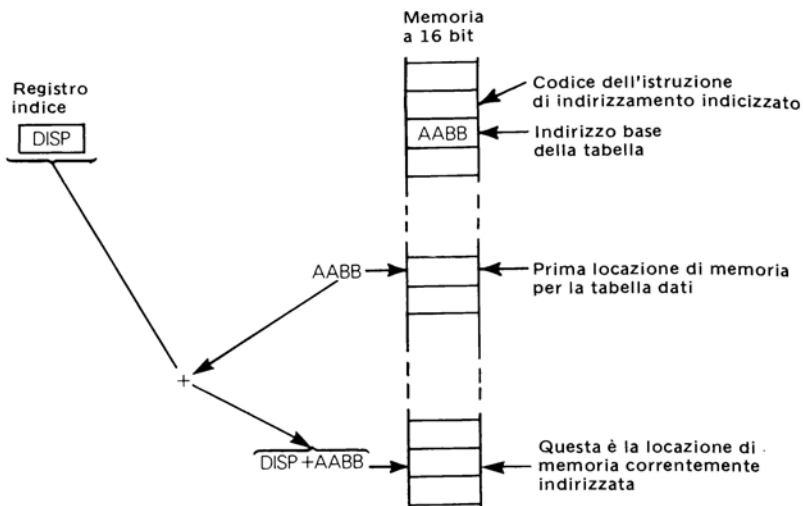 Memoria
a 16 bit
Registro
indice
DISP
Codice dell'istruzione
di indirizzamento indicizzato
AABB
Indirizzo base
della tabella
AABB
Prima locazione di memoria
per la tabella dati
+
DISP+AABB
Questa è la locazione di
memoria correntemente
indirizzata